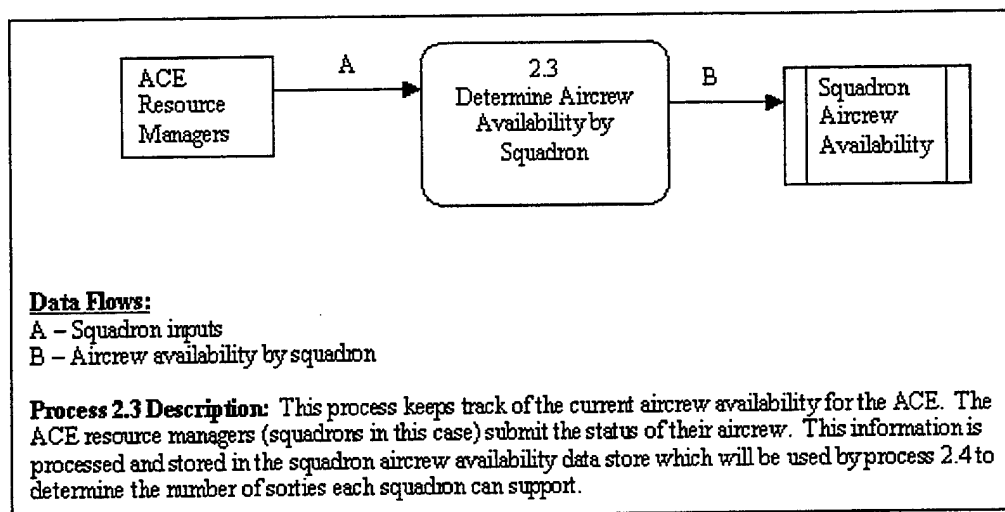 ACE
Resource
Managers
A
2.3
Determine Aircrew
Availability by
Squadron
B
Squadron
Aircrew
Availability
Data Flows:
A – Squadron inputs
B – Aircrew availability by squadron
Process 2.3 Description: This process keeps track of the current aircrew availability for the ACE. The
ACE resource managers (squadrons in this case) submit the status of their aircrew. This information is
processed and stored in the squadron aircrew availability data store which will be used by process 2.4 to
determine the number of sorties each squadron can support.